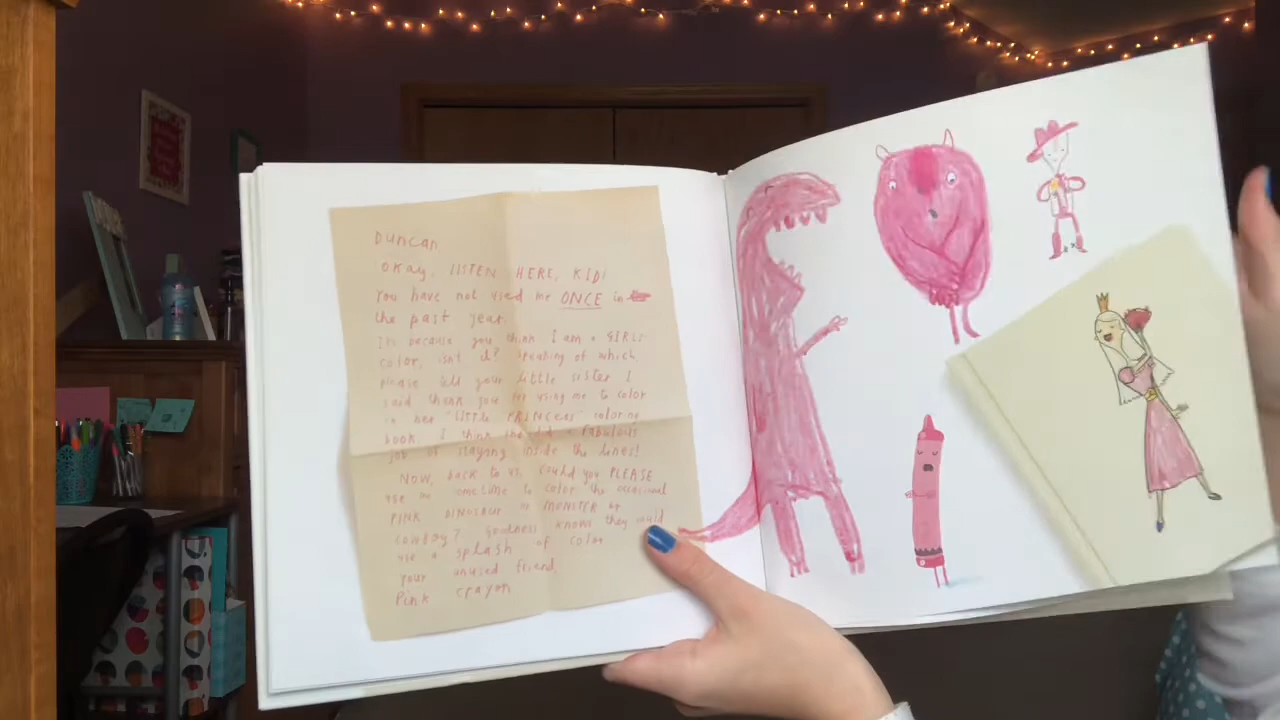 Duncan
Okay, LISTEN HERE, KID!
You have not used me ONCE in
the past year.
It's because you think I am a GIRLS'
color, isn't it? Speaking of which,
please tell your little sister I
said thank you for using me to color
in her "LITTLE PRINCESS" coloring
book. I think she did a fabulous
job of staying inside the lines!
NOW, back to us. Could you PLEASE
use me sometime to color the occasional
PINK DINOSAUR or MONSTER or
COWBOY? Goodness knows they could
use a splash of color.
Your unused friend,
Pink crayon